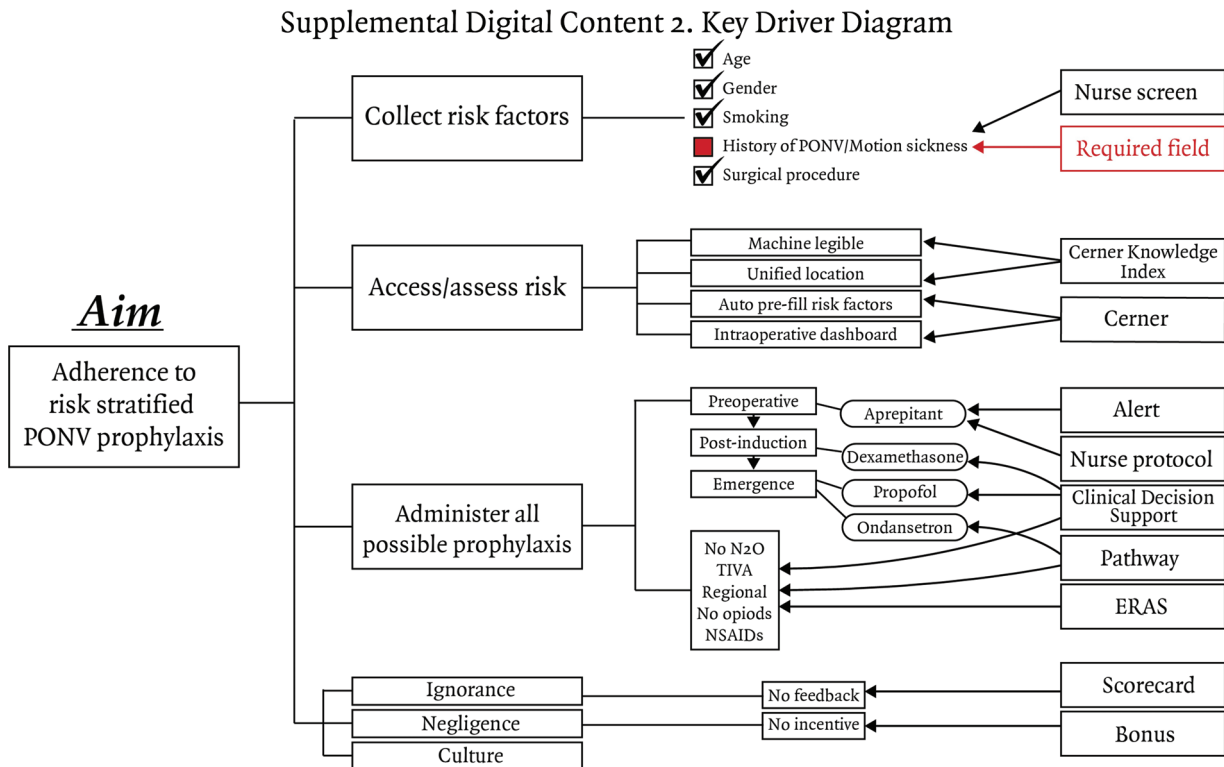 Supplemental Digital Content 2. Key Driver Diagram
Aim
Adherence to
risk stratified
PONV prophylaxis
Collect risk factors
Age
Gender
Smoking
History of PONV/Motion sickness
Surgical procedure
Nurse screen
Required field
Access/assess risk
Machine legible
Unified location
Auto pre-fill risk factors
Intraoperative dashboard
Cerner Knowledge
Index
Cerner
Administer all
possible prophylaxis
Preoperative
Post-induction
Emergence
Aprepitant
Dexamethasone
Propofol
Ondansetron
No N2O
TIVA
Regional
No opiods
NSAIDs
Alert
Nurse protocol
Clinical Decision
Support
Pathway
ERAS
Ignorance
Negligence
Culture
No feedback
No incentive
Scorecard
Bonus